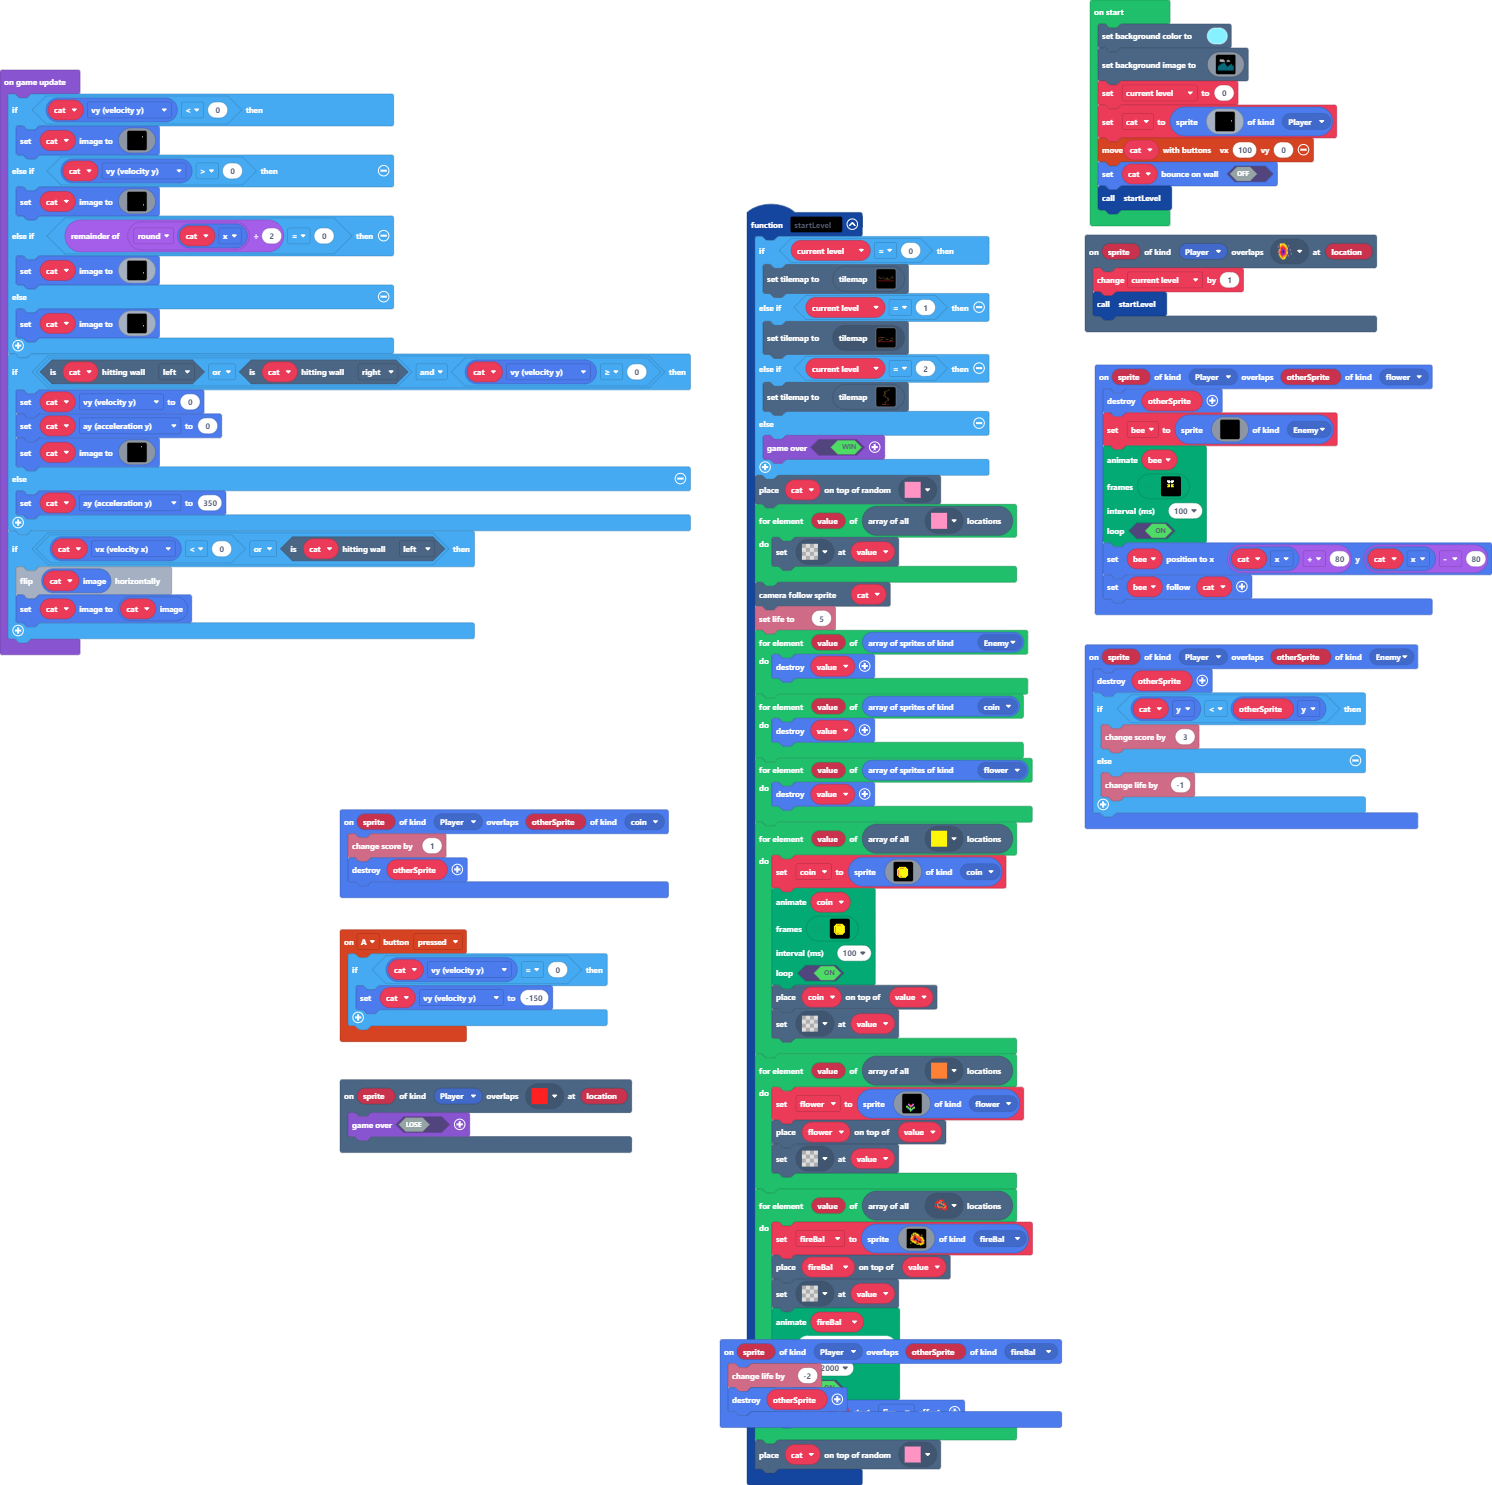 on game update
if cat vy (velocity y) < 0 then
set cat image to
else if cat vy (velocity y) > 0 then
set cat image to
else if remainder of round cat x ÷ 2 = 0 then
set cat image to
else
set cat image to
if is cat hitting wall left or is cat hitting wall right and cat vy (velocity y) ≥ 0 then
set cat vy (velocity y) to 0
set cat ay (acceleration y) to 0
set cat image to
else
set cat ay (acceleration y) to 350
if cat vx (velocity x) < 0 or is cat hitting wall left then
flip cat image horizontally
set cat image to cat image
on sprite of kind Player overlaps otherSprite of kind coin
change score by 1
destroy otherSprite
on A button pressed
if cat vy (velocity y) = 0 then
set cat vy (velocity y) to -150
on sprite of kind Player overlaps at location
game over LOSE
function startLevel
if current level = 0 then
set tilemap to tilemap
else if current level = 1 then
set tilemap to tilemap
else if current level = 2 then
set tilemap to tilemap
else
game over WIN
place cat on top of random
for element value of array of all locations
do set at value
camera follow sprite cat
set life to 5
for element value of array of sprites of kind Enemy
do destroy value
for element value of array of sprites of kind coin
do destroy value
for element value of array of sprites of kind flower
do destroy value
for element value of array of all locations
do set coin to sprite of kind coin
animate coin
frames
interval (ms) 100
loop ON
place coin on top of value
set at value
for element value of array of all locations
do set flower to sprite of kind flower
place flower on top of value
set at value
for element value of array of all locations
do set fireBal to sprite of kind fireBal
place fireBal on top of value
set at value
animate fireBal
on sprite of kind Player overlaps otherSprite of kind fireBal
change life by -2 2000
destroy otherSprite
place cat on top of random
on start
set background color to
set background image to
set current level to 0
set cat to sprite of kind Player
move cat with buttons vx 100 vy 0
set cat bounce on wall OFF
call startLevel
on sprite of kind Player overlaps at location
change current level by 1
call startLevel
on sprite of kind Player overlaps otherSprite of kind flower
destroy otherSprite
set bee to sprite of kind Enemy
animate bee
frames
interval (ms) 100
loop ON
set bee position to x cat x + 80 y cat x - 80
set bee follow cat
on sprite of kind Player overlaps otherSprite of kind Enemy
destroy otherSprite
if cat y < otherSprite y then
change score by 3
else
change life by -1